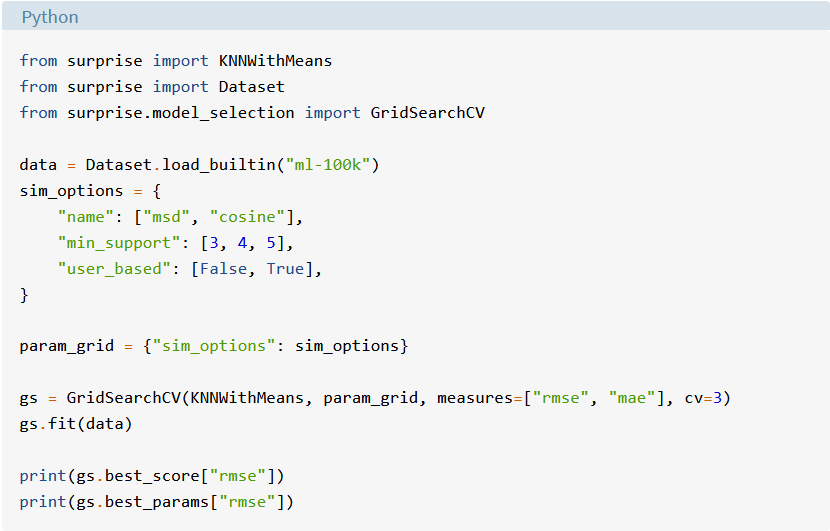 Python
from surprise import KNNWithMeans
from surprise import Dataset
from surprise.model_selection import GridSearchCV
data = Dataset.load_builtin("ml-100k")
sim_options = {
    "name": ["msd", "cosine"],
    "min_support": [3, 4, 5],
    "user_based": [False, True],
}
param_grid = {"sim_options": sim_options}
gs = GridSearchCV(KNNWithMeans, param_grid, measures=["rmse", "mae"], cv=3)
gs.fit(data)
print(gs.best_score["rmse"])
print(gs.best_params["rmse"])